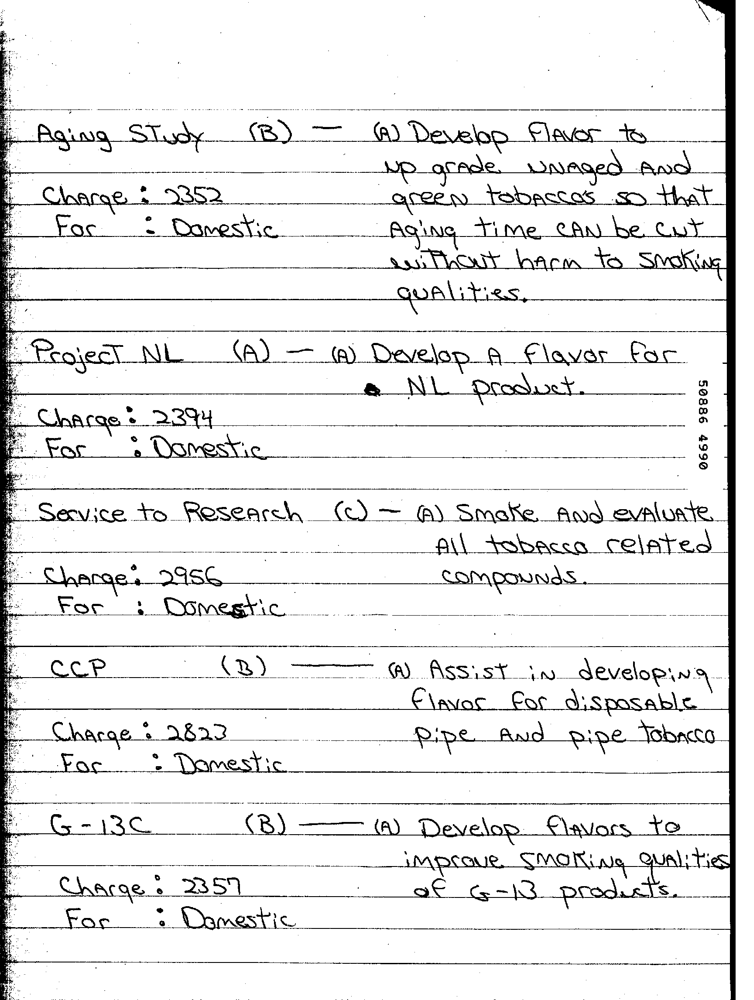 Aging Study (B) — (A) Develop Flavor to
up grade unaged and
Charge : 2352 green tobacco's so that
For : Domestic Aging time can be cut
without harm to smoking
qualities.
Project NL (A) — (A) Develop a flavor for
NL product.
Charge : 2394
For : Domestic
50886 4990
Service to Research (C) — (A) Smoke and evaluate
All tobacco related
Charge : 2956 compounds.
For : Domestic
CCP (B) — (A) Assist in developing
flavor for disposable
Charge : 2823 pipe and pipe tobacco
For : Domestic
G-13C (B) — (A) Develop flavors to
improve smoking qualities
Charge : 2357 of G-13 products.
For : Domestic